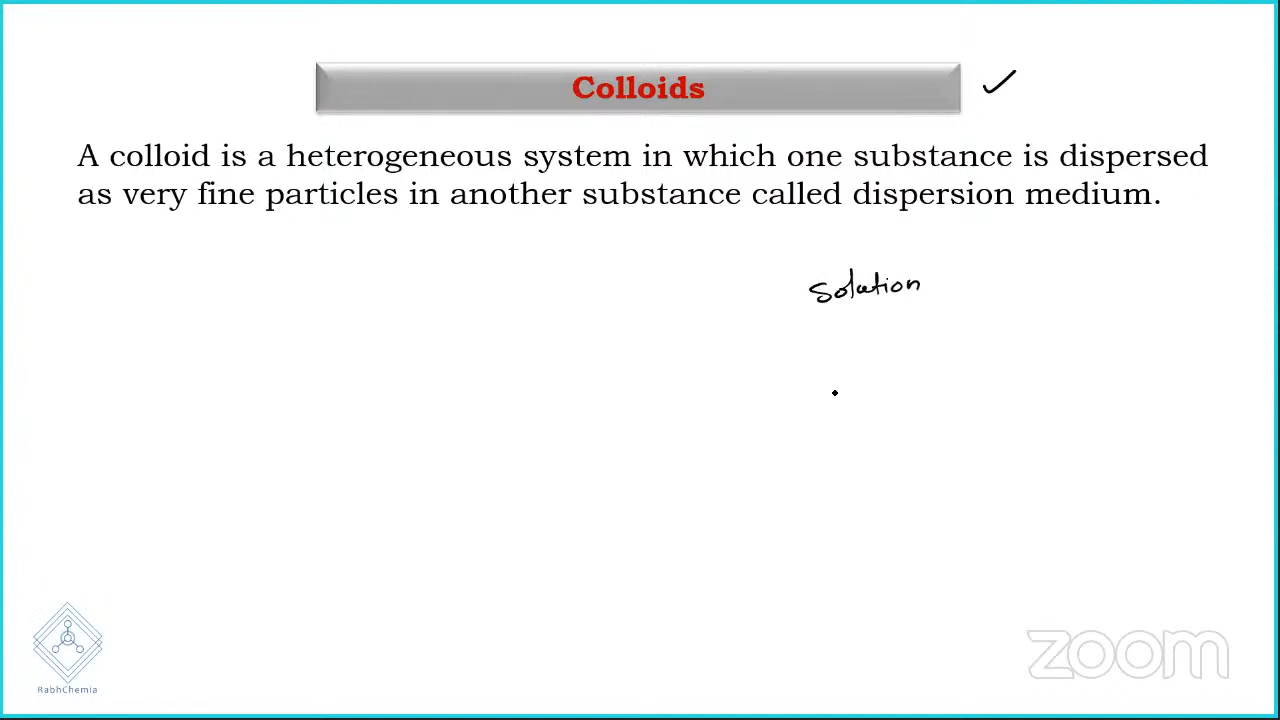 Colloids
A colloid is a heterogeneous system in which one substance is dispersed
as very fine particles in another substance called dispersion medium.
Solution
RabhChemia
zoom